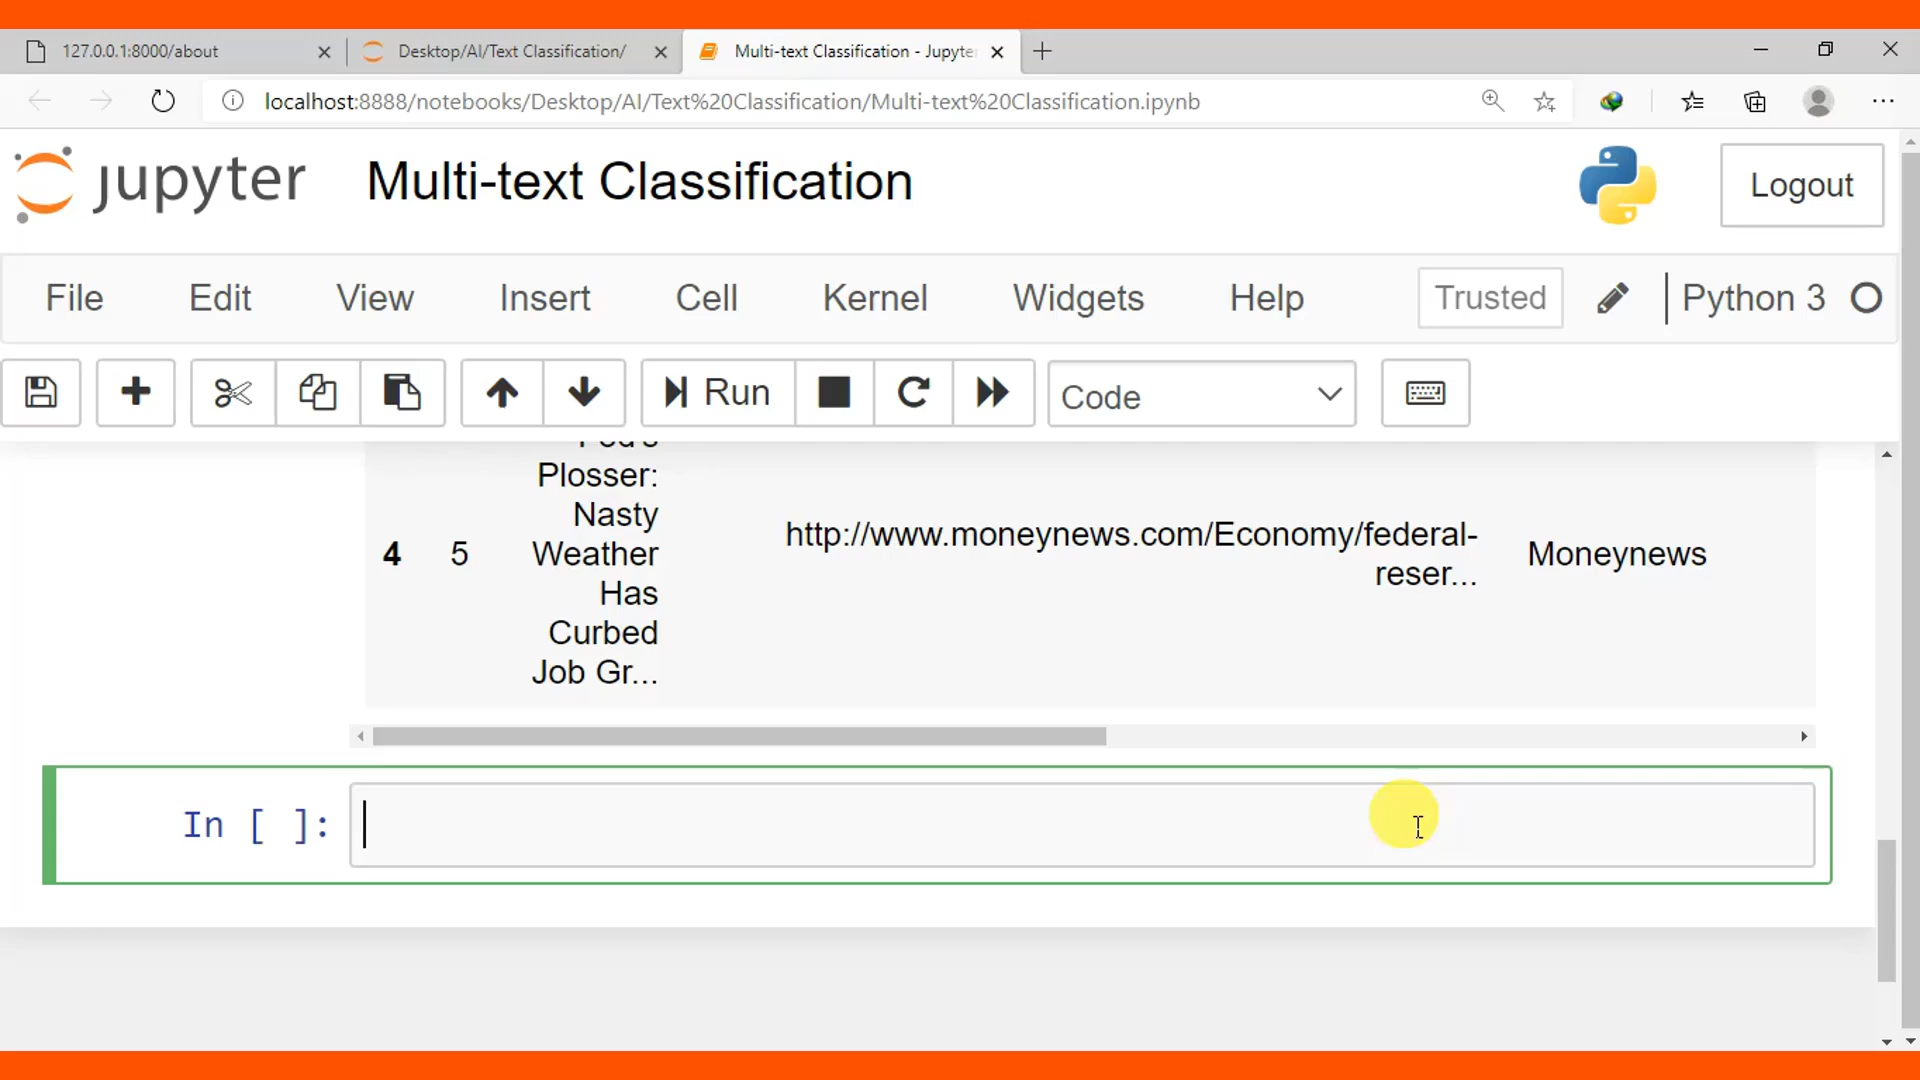 127.0.0.1:8000/about
Desktop/AI/Text Classification/
Multi-text Classification - Jupyte
localhost:8888/notebooks/Desktop/AI/Text%20Classification/Multi-text%20Classification.ipynb
jupyter
Multi-text Classification
Logout
File Edit View Insert Cell Kernel Widgets Help
Trusted
Python 3
Run
Code
Plosser:
Nasty
Weather
Has
Curbed
Job Gr...
4 5
http://www.moneynews.com/Economy/federal-
reser...
Moneynews
In [ ]: